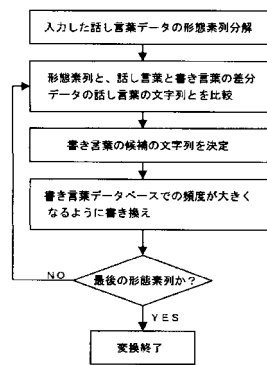 入力した話し言葉データの形態素列分解
形態素列と、話し言葉と書き言葉の差分
データの話し言葉の文字列とを比較
書き言葉の候補の文字列を決定
書き言葉データベースでの頻度が大きく
なるように書き換え
NO
最後の形態素列か?
YES
変換終了